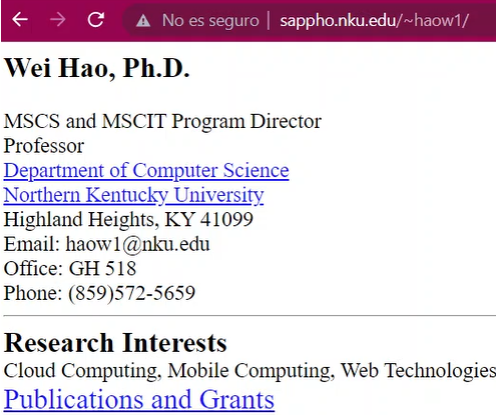 No es seguro | sappho.nku.edu/~haow1/
Wei Hao, Ph.D.
MSCS and MSCIT Program Director
Professor
Department of Computer Science
Northern Kentucky University
Highland Heights, KY 41099
Email: haow1@nku.edu
Office: GH 518
Phone: (859)572-5659
Research Interests
Cloud Computing, Mobile Computing, Web Technologies
Publications and Grants